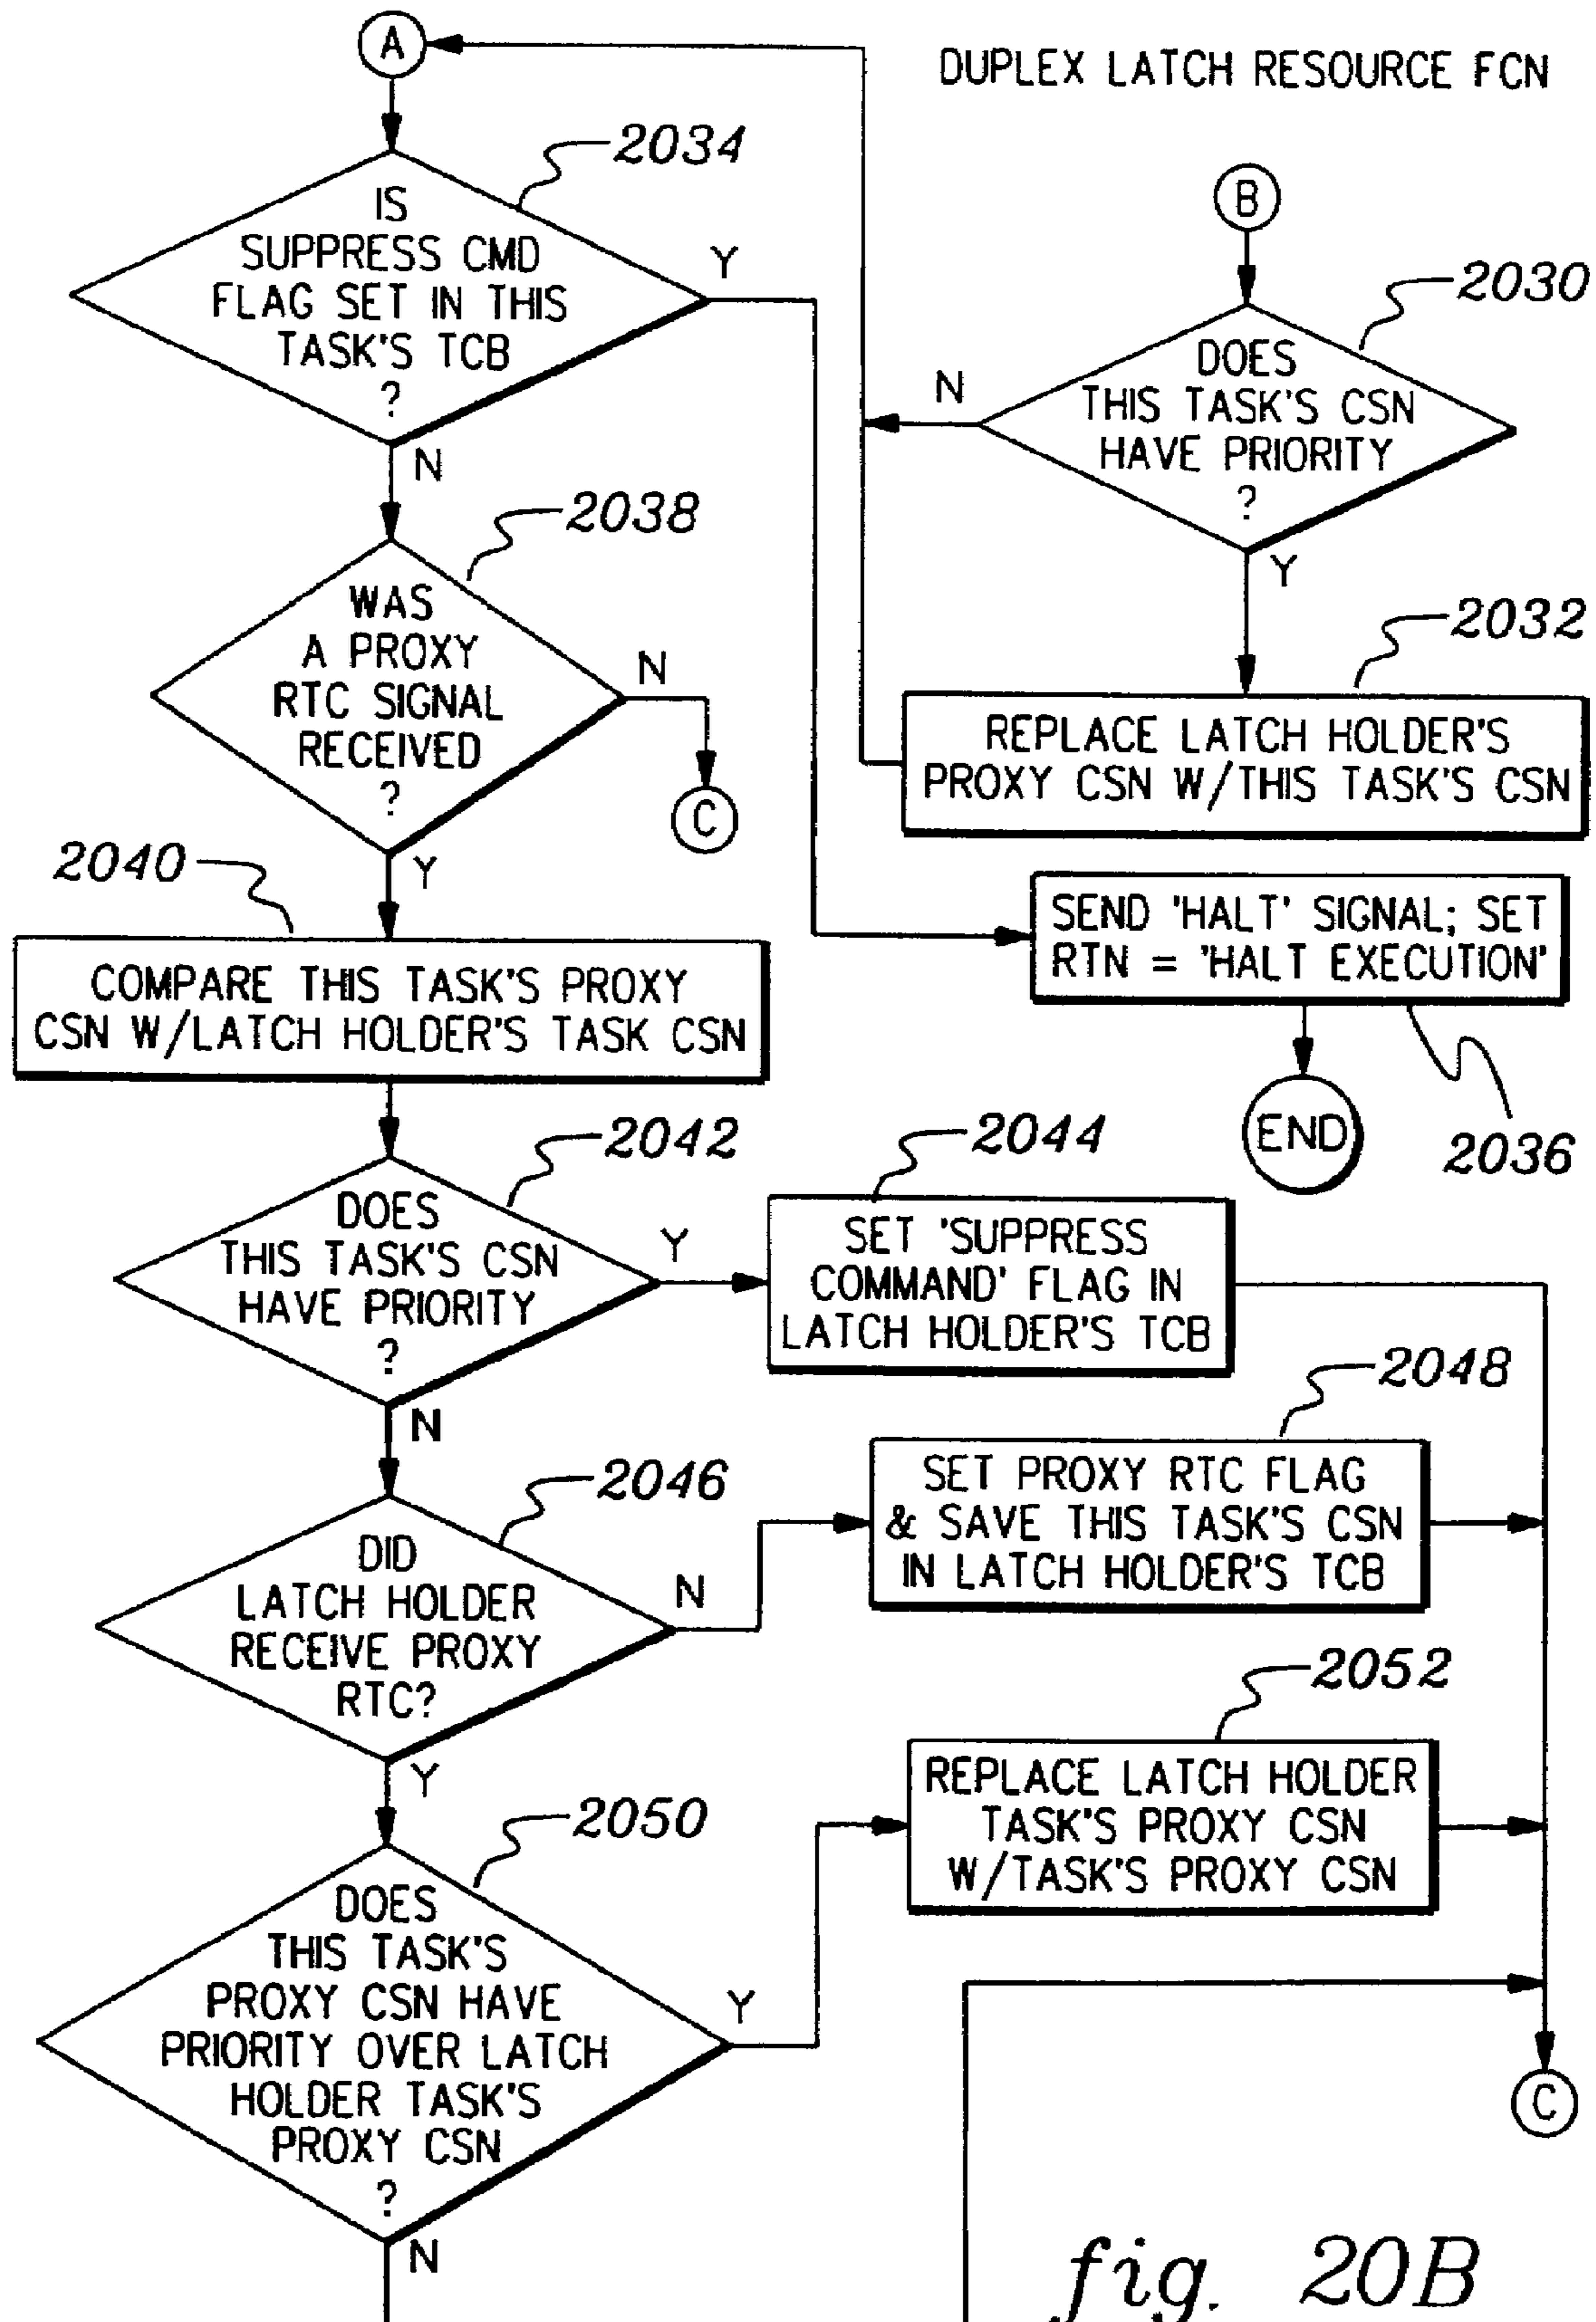 A
DUPLEX LATCH RESOURCE FCN
2034
IS
SUPPRESS CMD
FLAG SET IN THIS
TASK'S TCB
?
Y
N
B
2030
DOES
THIS TASK'S CSN
HAVE PRIORITY
?
N
Y
2032
REPLACE LATCH HOLDER'S
PROXY CSN W/THIS TASK'S CSN
2038
WAS
A PROXY
RTC SIGNAL
RECEIVED
?
N
C
Y
SEND 'HALT' SIGNAL; SET
RTN = 'HALT EXECUTION'
END
2036
2040
COMPARE THIS TASK'S PROXY
CSN W/LATCH HOLDER'S TASK CSN
2042
DOES
THIS TASK'S CSN
HAVE PRIORITY
?
Y
N
2044
SET 'SUPPRESS
COMMAND' FLAG IN
LATCH HOLDER'S TCB
2046
DID
LATCH HOLDER
RECEIVE PROXY
RTC?
N
Y
2048
SET PROXY RTC FLAG
& SAVE THIS TASK'S CSN
IN LATCH HOLDER'S TCB
2050
DOES
THIS TASK'S
PROXY CSN HAVE
PRIORITY OVER LATCH
HOLDER TASK'S
PROXY CSN
?
Y
N
2052
REPLACE LATCH HOLDER
TASK'S PROXY CSN
W/TASK'S PROXY CSN
C
fig. 20B